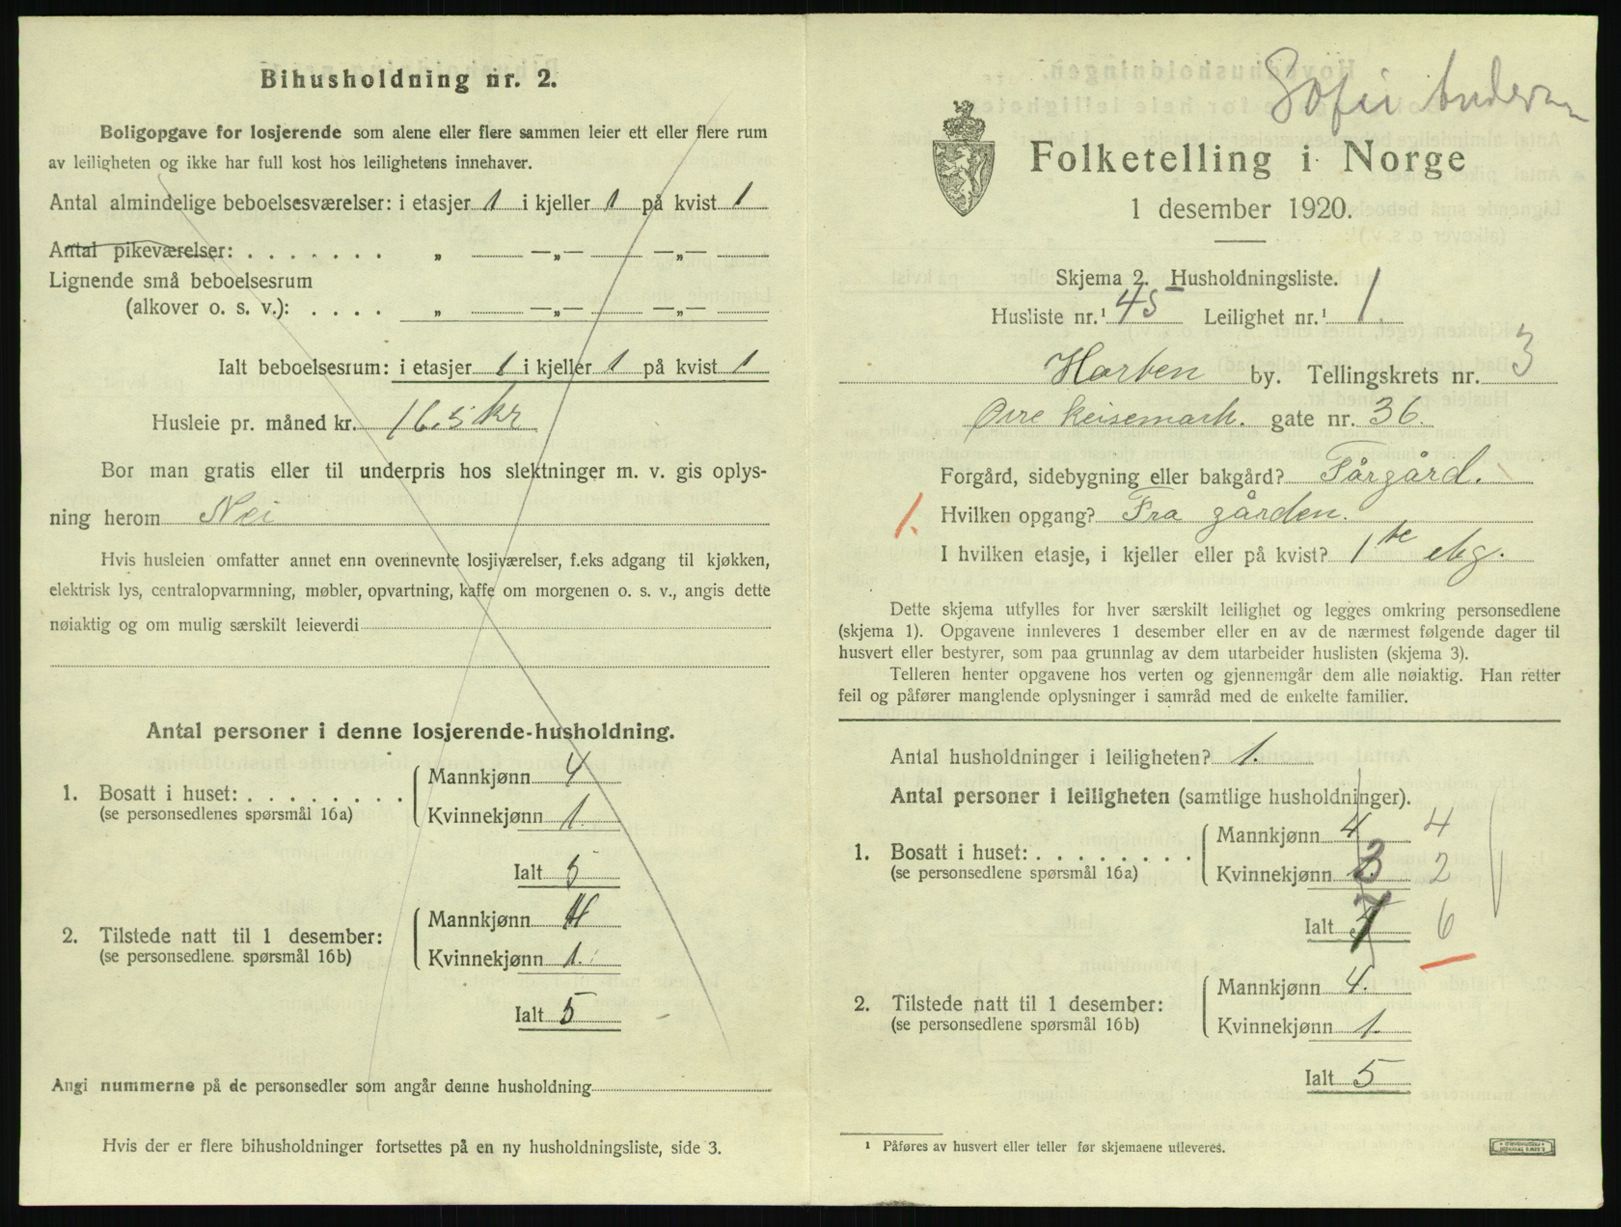 Bihusholdning nr. 2.
Boligopgave for losjerende som alene eller flere sammen leier ett eller flere rum
av leiligheten og ikke har full kost hos leilighetens innehaver.
Antal almindelige beboelsesværelser: i etasjer 1 i kjeller 1 på kvist 1
Antal pikeværelser: . . . . . . . „ —„— —„—
Lignende små beboelsesrum
(alkover o. s. v.): . . . . „ —„— —„—
Ialt beboelsesrum: i etasjer 1 i kjeller 1 på kvist 1
Husleie pr. måned kr. 16.5 kr
Bor man gratis eller til underpris hos slektninger m. v. gis oplys-
ning herom Nei
Hvis husleien omfatter annet enn ovennevnte losjiværelser, f.eks adgang til kjøkken,
elektrisk lys, centralopvarmning, møbler, opvartning, kaffe om morgenen o. s. v., angis dette
nøiaktig og om mulig særskilt leieverdi
Antal personer i denne losjerende-husholdning.
Mannkjønn 4
1. Bosatt i huset: . . . . . . . .
(se personsedlenes spørsmål 16a)
Kvinnekjønn 1.
Ialt 5
Mannkjønn 4
2. Tilstede natt til 1 desember:
(se personsedlene. spørsmål 16b)
Kvinnekjønn 1.
Ialt 5
Angi nummerne på de personsedler som angår denne husholdning
Hvis der er flere bihusholdninger fortsettes på en ny husholdningsliste, side 3.
Sofie
Folketelling i Norge
1 desember 1920.
Skjema 2. Husholdningsliste.
Husliste nr.¹ 45 Leilighet nr.¹ 1.
Horten by. Tellingskrets nr. 3
Øvre Keisemark. gate nr. 36.
Forgård, sidebygning eller bakgård? Fårgård.
1. Hvilken opgang? Fra gården.
I hvilken etasje, i kjeller eller på kvist? 1 te etg.
Dette skjema utfylles for hver særskilt leilighet og legges omkring personsedlene
(skjema 1). Opgavene innleveres 1 desember eller en av de nærmest følgende dager til
husvert eller bestyrer, som paa grunnlag av dem utarbeider huslisten (skjema 3).
Telleren henter opgavene hos verten og gjennemgår dem alle nøiaktig. Han retter
feil og påfører manglende oplysninger i samråd med de enkelte familier.
Antal husholdninger i leiligheten? 1.
Antal personer i leiligheten (samtlige husholdninger).
Mannkjønn 4 4
1. Bosatt i huset: . . . . . . . .
(se personsedlene spørsmål 16a)
Kvinnekjønn 3 2
Ialt 7 6
Mannkjønn 4.
2. Tilstede natt til 1 desember:
(se personsedlene spørsmål 16b)
Kvinnekjønn 1.
Ialt 5
¹ Påføres av husvert eller teller før skjemaene utleveres.